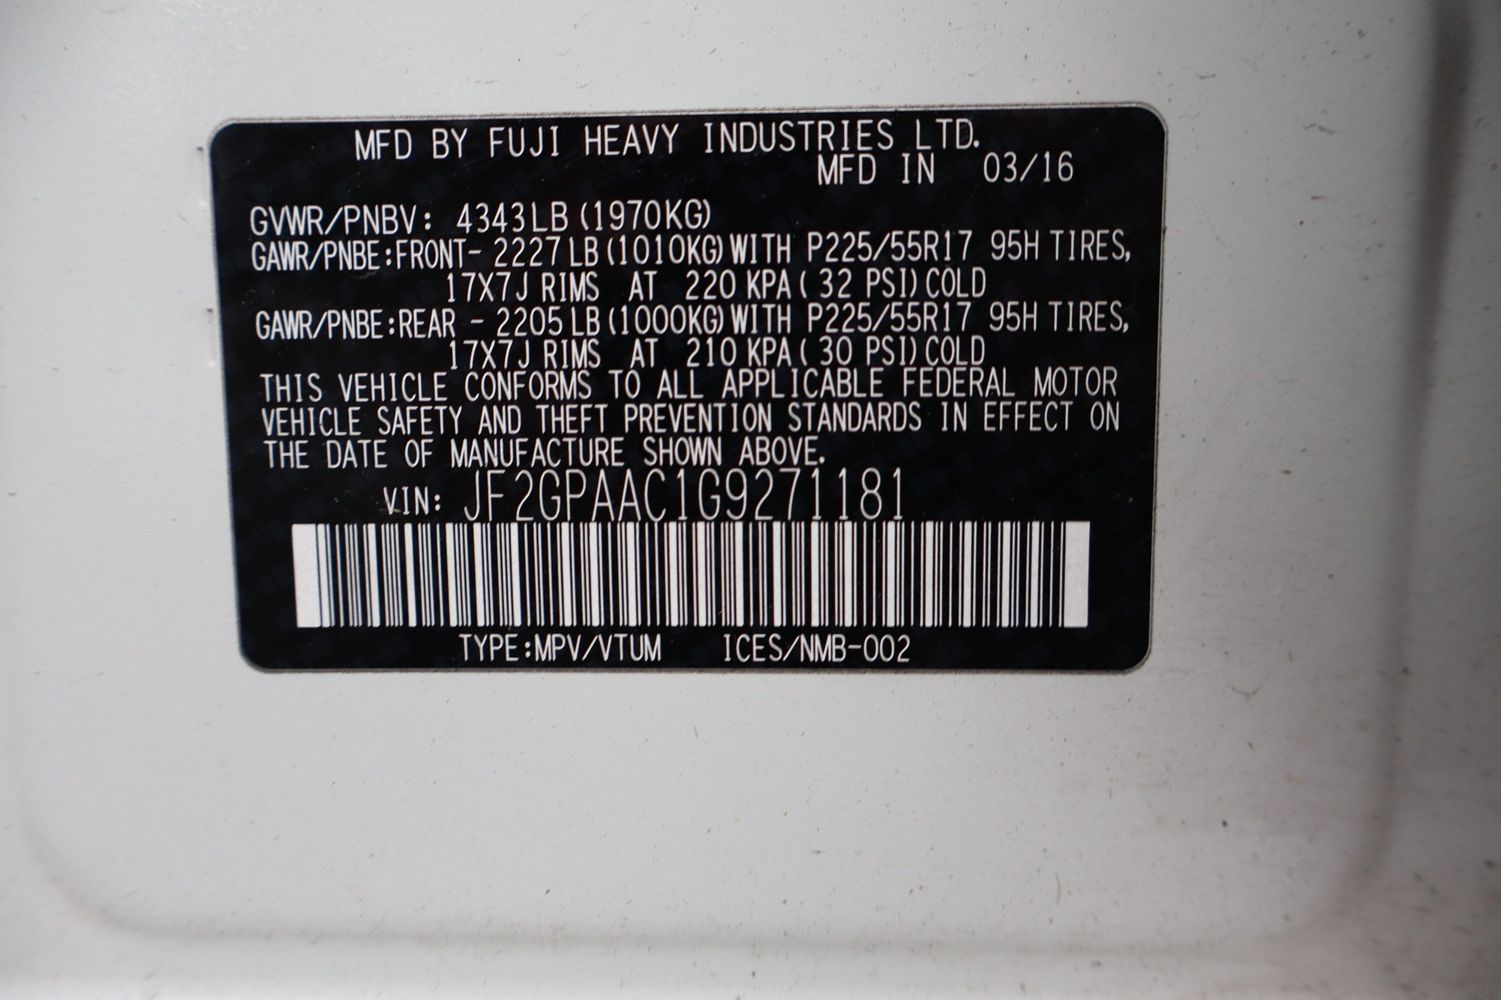 MFD BY FUJI HEAVY INDUSTRIES LTD.
MFD IN 03/16
GVWR/PNBV: 4343LB (1970KG)
GAWR/PNBE:FRONT- 2227 LB (1010KG) WITH P225/55R17 95H TIRES,
17X7J RIMS AT 220 KPA ( 32 PSI) COLD
GAWR/PNBE:REAR - 2205 LB (1000KG) WITH P225/55R17 95H TIRES,
17X7J RIMS AT 210 KPA ( 30 PSI) COLD
THIS VEHICLE CONFORMS TO ALL APPLICABLE FEDERAL MOTOR
VEHICLE SAFETY AND THEFT PREVENTION STANDARDS IN EFFECT ON
THE DATE OF MANUFACTURE SHOWN ABOVE.
VIN: JF2GPAAC1G9271181
TYPE:MPV/VTUM ICES/NMB-002